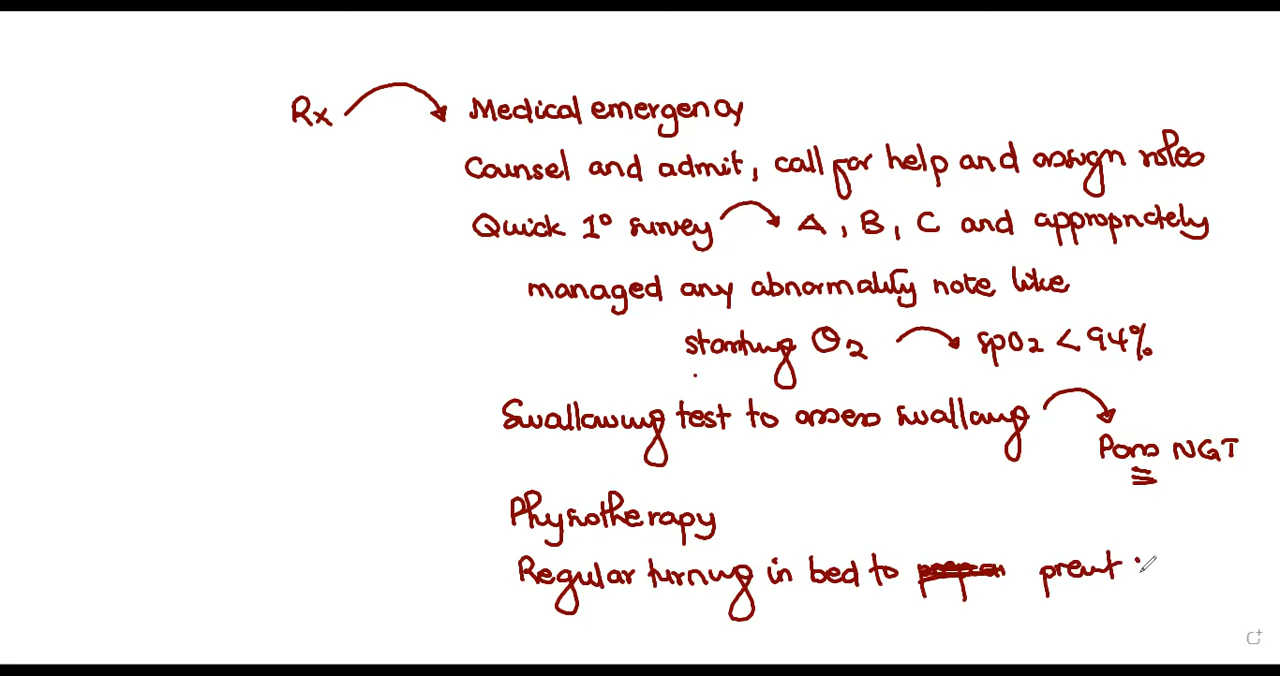 Rx Medical emergency
Counsel and admit, call for help and assign roles
Quick 1° survey A, B, C and appropriately
managed any abnormality note like
starting O2 SPO2 < 94%
Swallowing test to assess swallowing
Pass NGT
Physiotherapy
Regular turning in bed to prevent